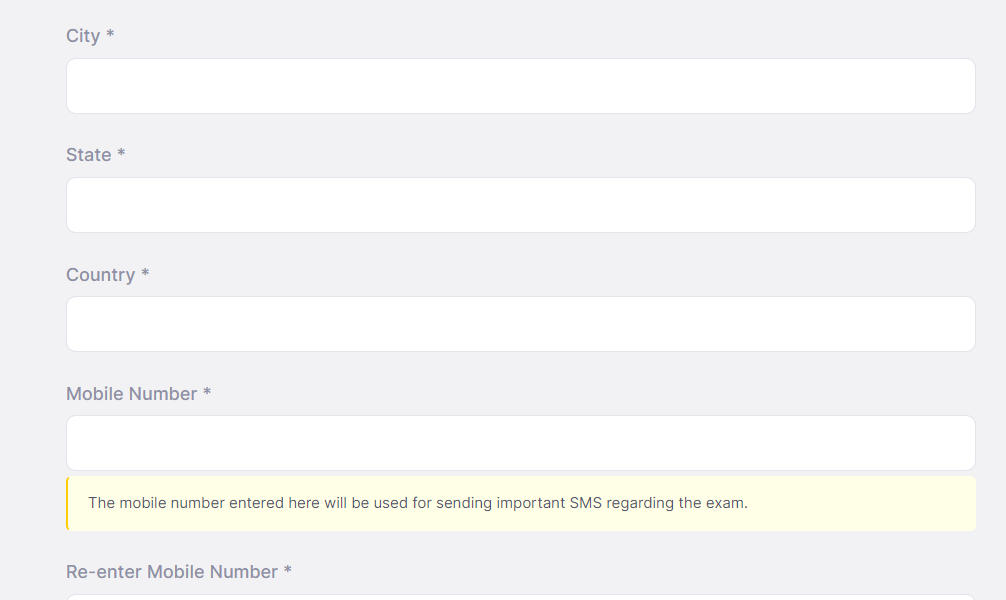 City *
State *
Country *
Mobile Number *
The mobile number entered here will be used for sending important SMS regarding the exam.
Re-enter Mobile Number *